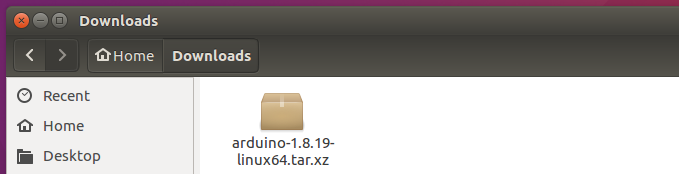 Downloads
Home Downloads
Recent
Home
Desktop
arduino-1.8.19-
linux64.tar.xz